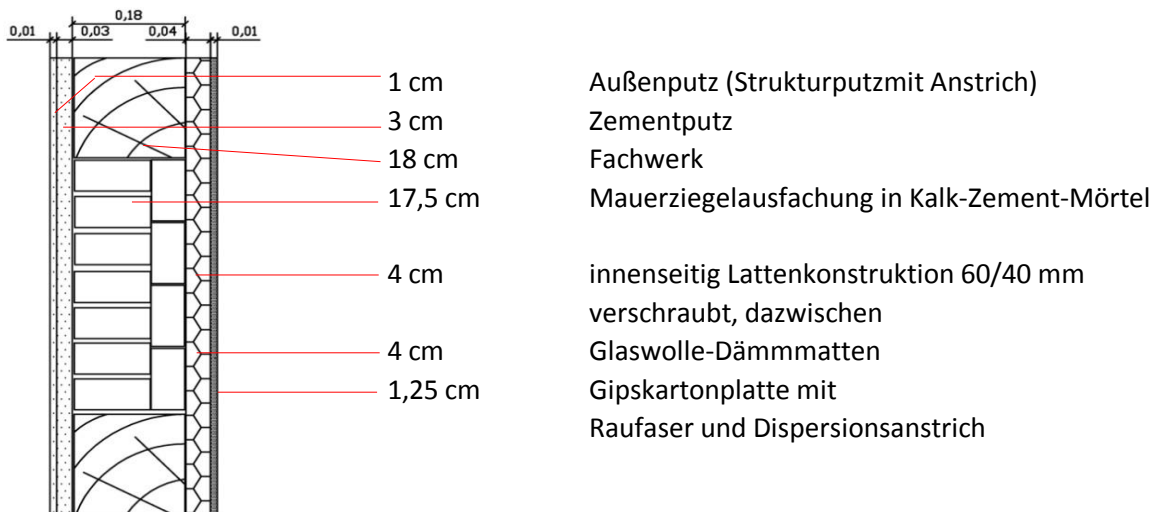 0,18
0,01 0,03 0,04 0,01
1 cm Außenputz (Strukturputzmit Anstrich)
3 cm Zementputz
18 cm Fachwerk
17,5 cm Mauerziegelausfachung in Kalk-Zement-Mörtel
4 cm innenseitig Lattenkonstruktion 60/40 mm
verschraubt, dazwischen
4 cm Glaswolle-Dämmmatten
1,25 cm Gipskartonplatte mit
Raufaser und Dispersionsanstrich